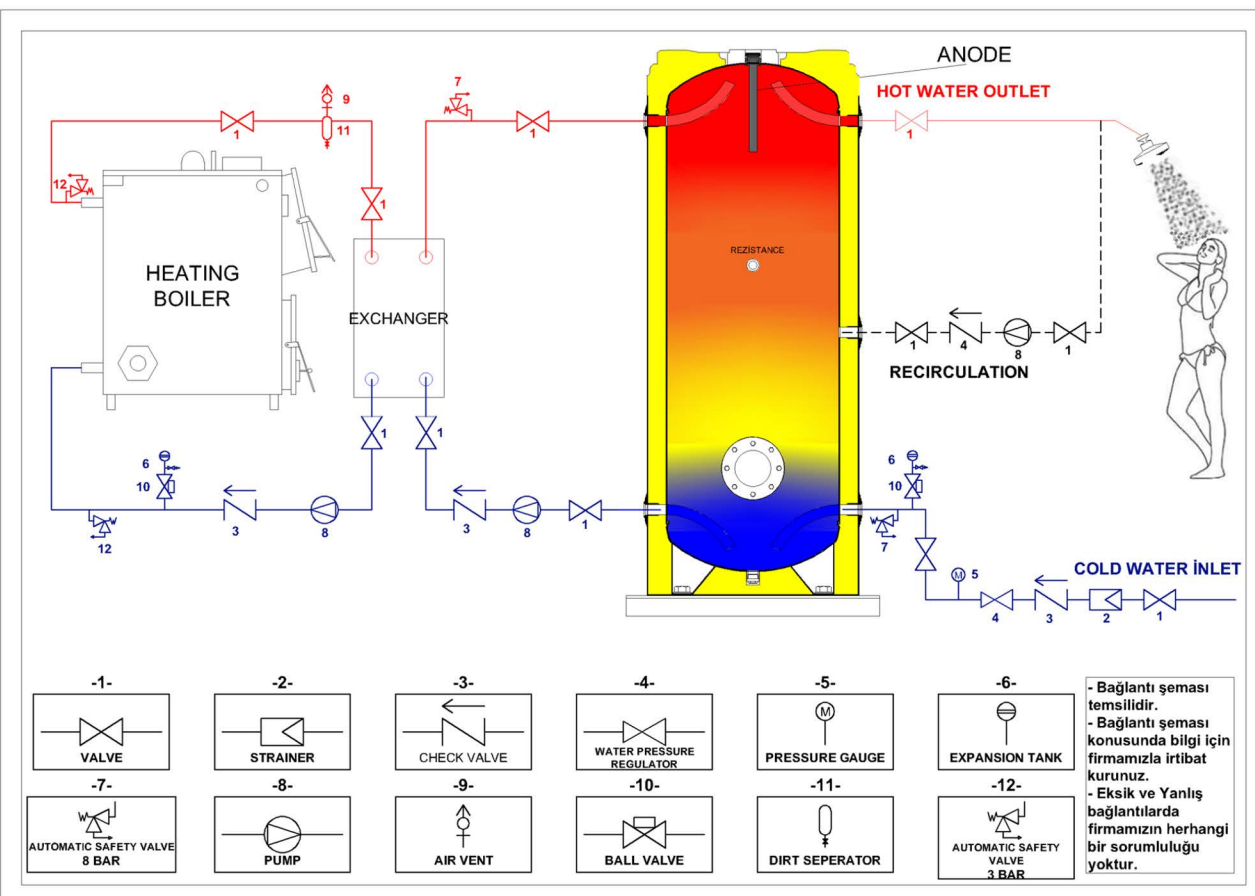 ANODE
HOT WATER OUTLET
7
9
11
1
1
1
12
1
HEATING
BOILER
REZİSTANCE
EXCHANGER
1
4
8
1
RECIRCULATION
1
1
6
10
12
3
8
3
8
1
6
10
7
5
COLD WATER İNLET
M
4
3
2
1
-1-
VALVE
-2-
STRAINER
-3-
CHECK VALVE
-4-
WATER PRESSURE
REGULATOR
-5-
M
PRESSURE GAUGE
-6-
EXPANSION TANK
-7-
AUTOMATIC SAFETY VALVE
8 BAR
-8-
PUMP
-9-
AIR VENT
-10-
BALL VALVE
-11-
DIRT SEPERATOR
-12-
AUTOMATIC SAFETY
VALVE
3 BAR
- Bağlantı şeması
temsilidir.
- Bağlantı şeması
konusunda bilgi için
firmamızla irtibat
kurunuz.
- Eksik ve Yanlış
bağlantılarda
firmamızın herhangi
bir sorumluluğu
yoktur.